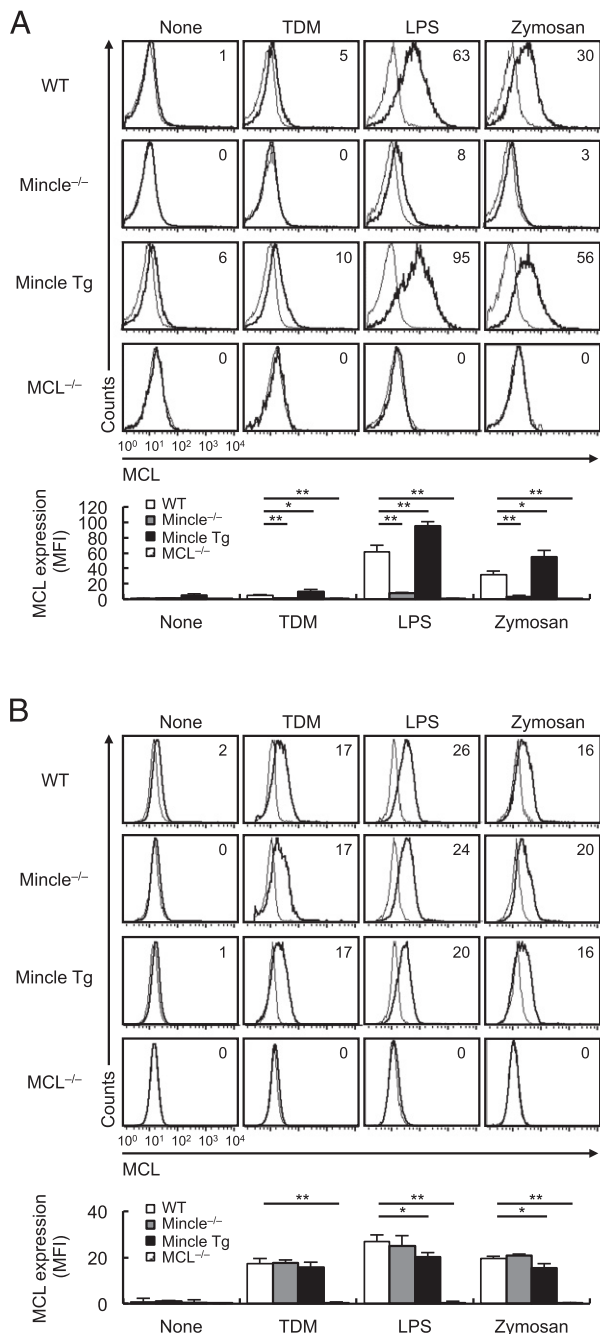 A
None TDM LPS Zymosan
WT 1 5 63 30
Mincle–/– 0 0 8 3
Mincle Tg 6 10 95 56
MCL–/– 0 0 0 0
Counts
10⁰ 10¹ 10² 10³ 10⁴
MCL
MCL expression
(MFI)
120
100
80
60
40
20
0
WT
Mincle–/–
Mincle Tg
MCL–/–
** * **
** ** **
** * **
None TDM LPS Zymosan
B
None TDM LPS Zymosan
WT 2 17 26 16
Mincle–/– 0 17 24 20
Mincle Tg 1 17 20 16
MCL–/– 0 0 0 0
Counts
10⁰ 10¹ 10² 10³ 10⁴
MCL
MCL expression
(MFI)
40
20
0
WT
Mincle–/–
Mincle Tg
MCL–/–
** ** **
* *
None TDM LPS Zymosan